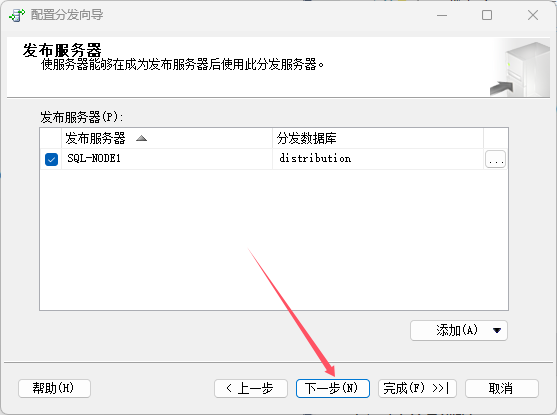 配置分发向导
发布服务器
使服务器能够在成为发布服务器后使用此分发服务器。
发布服务器(P):
发布服务器 分发数据库
SQL-NODE1 distribution ...
添加(A)
帮助(H) < 上一步 下一步(N) 完成(F) >>| 取消